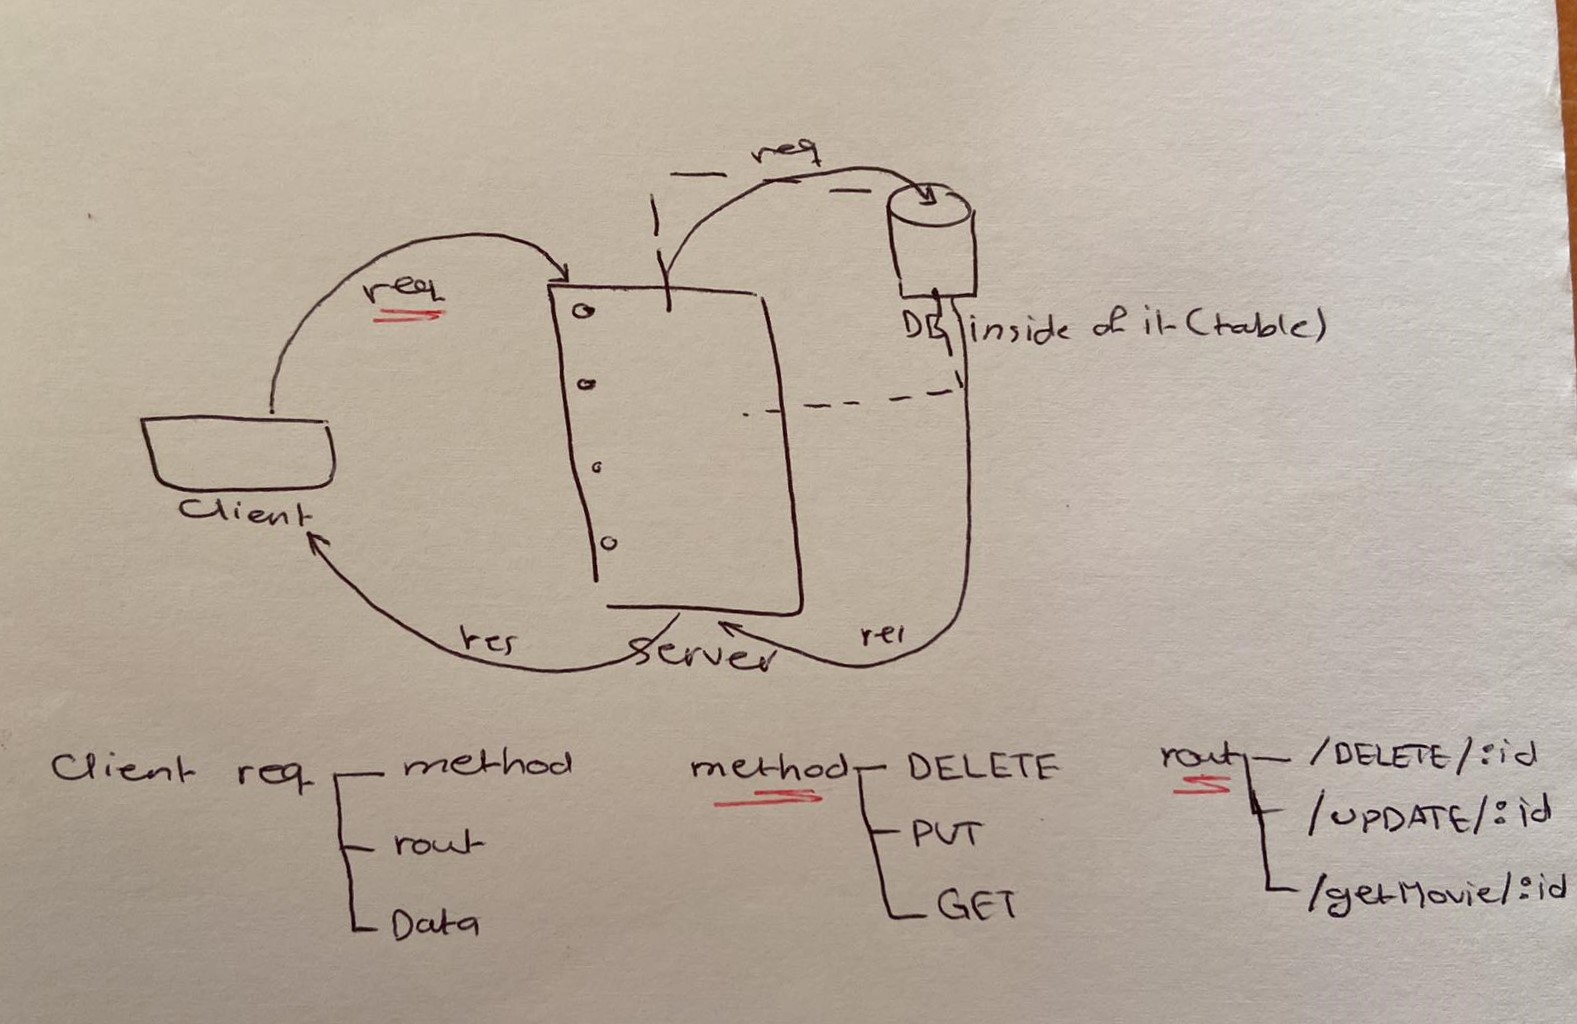 req
req
DB inside of it (table)
Client
res
server
res
Client req
method
rout
Data
method
DELETE
PUT
GET
rout
/DELETE/:id
/UPDATE/:id
/getMovie/:id